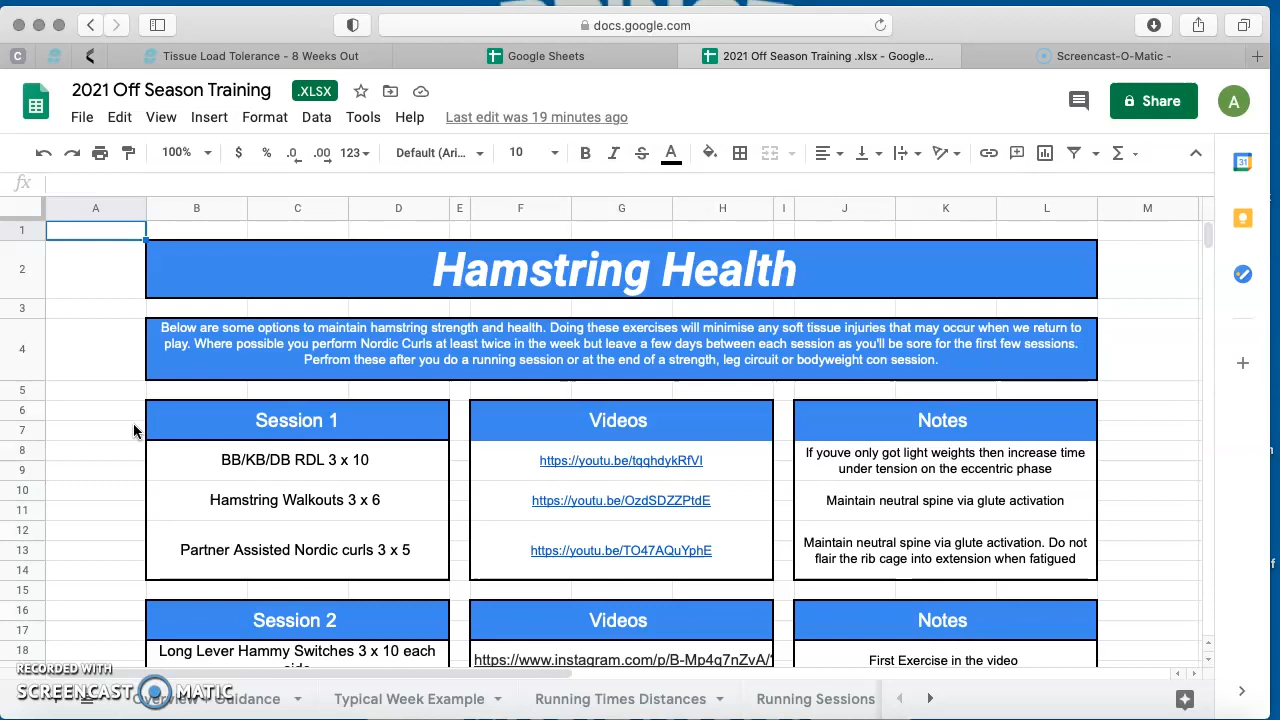 docs.google.com
Tissue Load Tolerance - 8 Weeks Out
Google Sheets
2021 Off Season Training .xlsx - Google...
Screencast-O-Matic -
2021 Off Season Training .XLSX
File Edit View Insert Format Data Tools Help Last edit was 19 minutes ago
Share
A
100% $ % .0 .00 123 Default (Ari... 10 B I S A
fx
A B C D E F G H I J K L M
1
2 Hamstring Health
3
4 Below are some options to maintain hamstring strength and health. Doing these exercises will minimise any soft tissue injuries that may occur when we return to
play. Where possible you perform Nordic Curls at least twice in the week but leave a few days between each session as you'll be sore for the first few sessions.
Perfrom these after you do a running session or at the end of a strength, leg circuit or bodyweight con session.
5
6
7
Session 1 Videos Notes
8
9
BB/KB/DB RDL 3 x 10 https://youtu.be/tqqhdykRfVI If youve only got light weights then increase time
under tension on the eccentric phase
10
11
Hamstring Walkouts 3 x 6 https://youtu.be/OzdSDZZPtdE Maintain neutral spine via glute activation
12
13
14
Partner Assisted Nordic curls 3 x 5 https://youtu.be/TO47AQuYphE Maintain neutral spine via glute activation. Do not
flair the rib cage into extension when fatigued
15
16
17
Session 2 Videos Notes
18
Long Lever Hammy Switches 3 x 10 each
https://www.instagram.com/p/B-Mp4q7nZvA/ First Exercise in the video
RECORDED WITH
SCREENCAST MATIC
Overview + Guidance Typical Week Example Running Times Distances Running Sessions